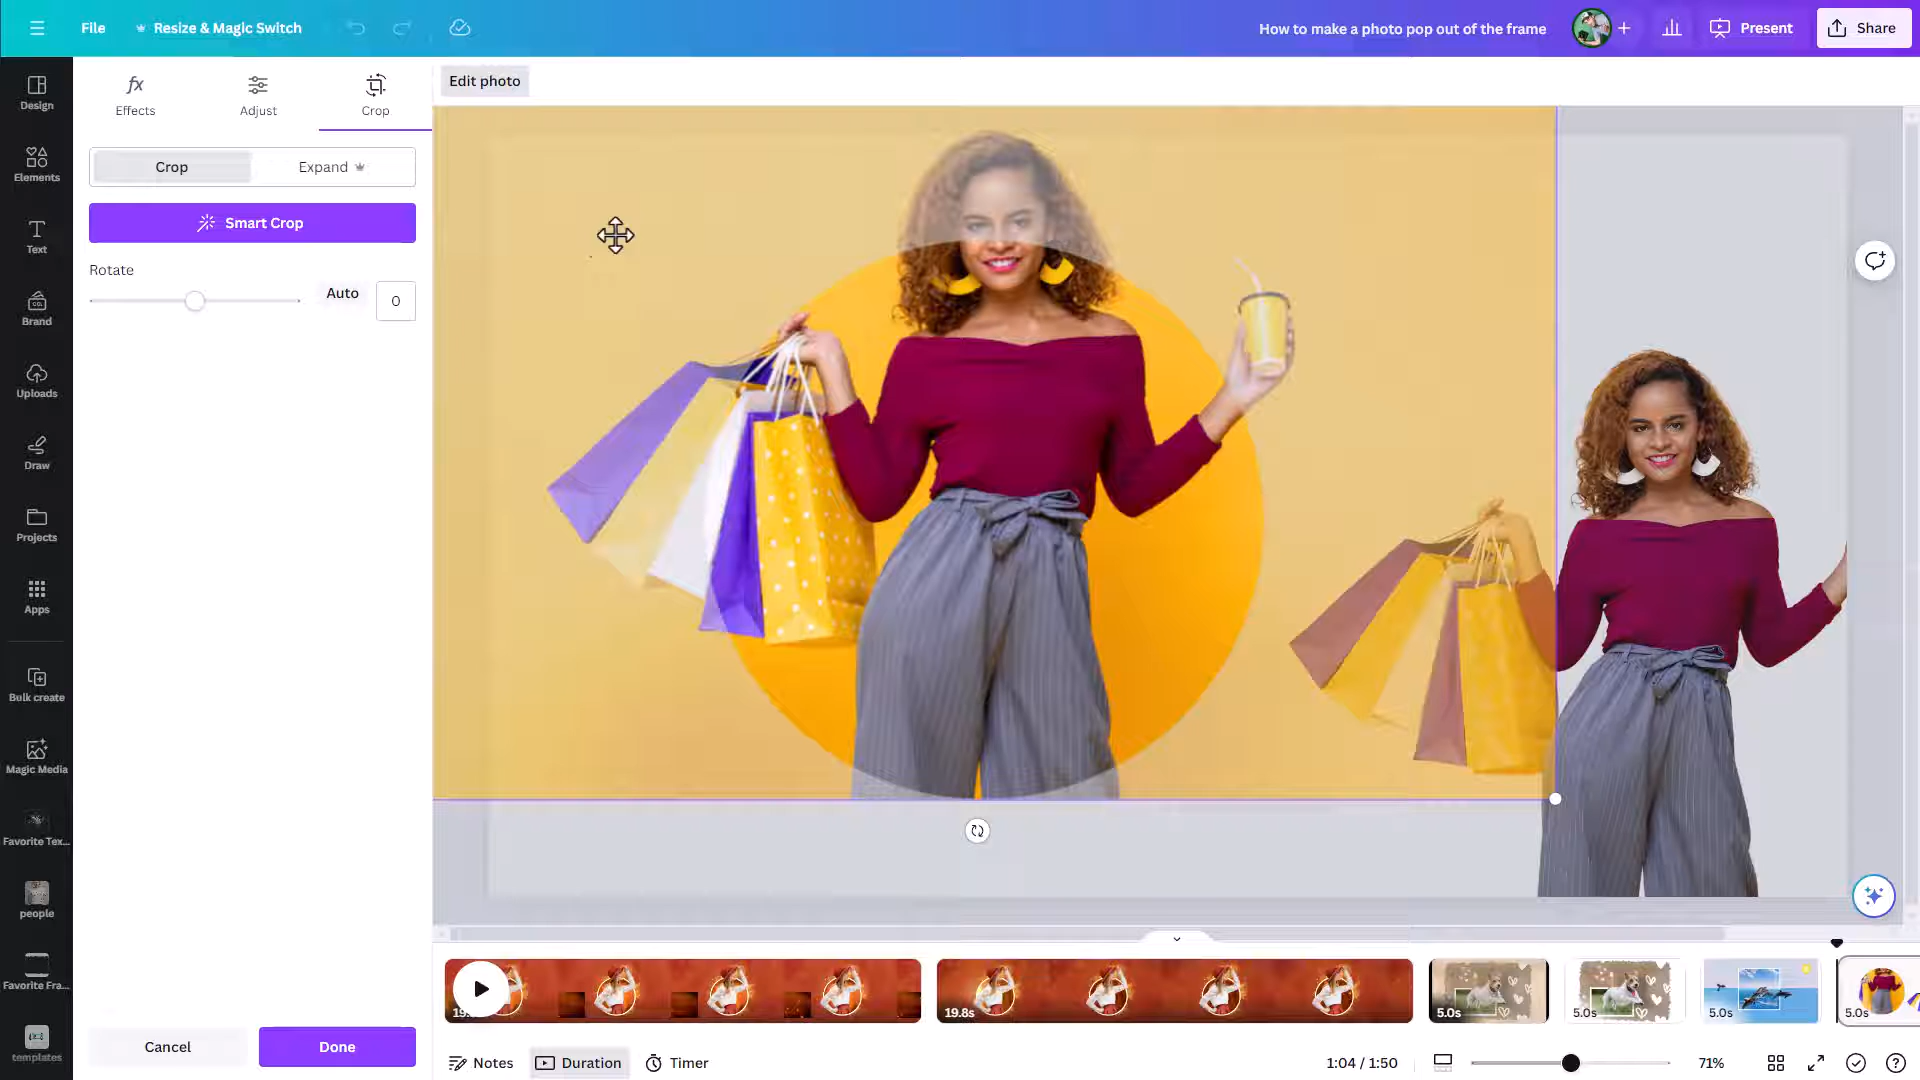 File
Resize & Magic Switch
How to make a photo pop out of the frame
Present
Share
Design
Elements
Text
Brand
Uploads
Draw
Projects
Apps
Bulk create
Magic Media
Favorite Tex...
people
Favorite Fra...
templates
Effects
Adjust
Crop
Edit photo
Crop
Expand
Smart Crop
Rotate
Auto
0
Cancel
Done
19.8s
5.0s
5.0s
5.0s
5.0s
Notes
Duration
Timer
1:04 / 1:50
71%